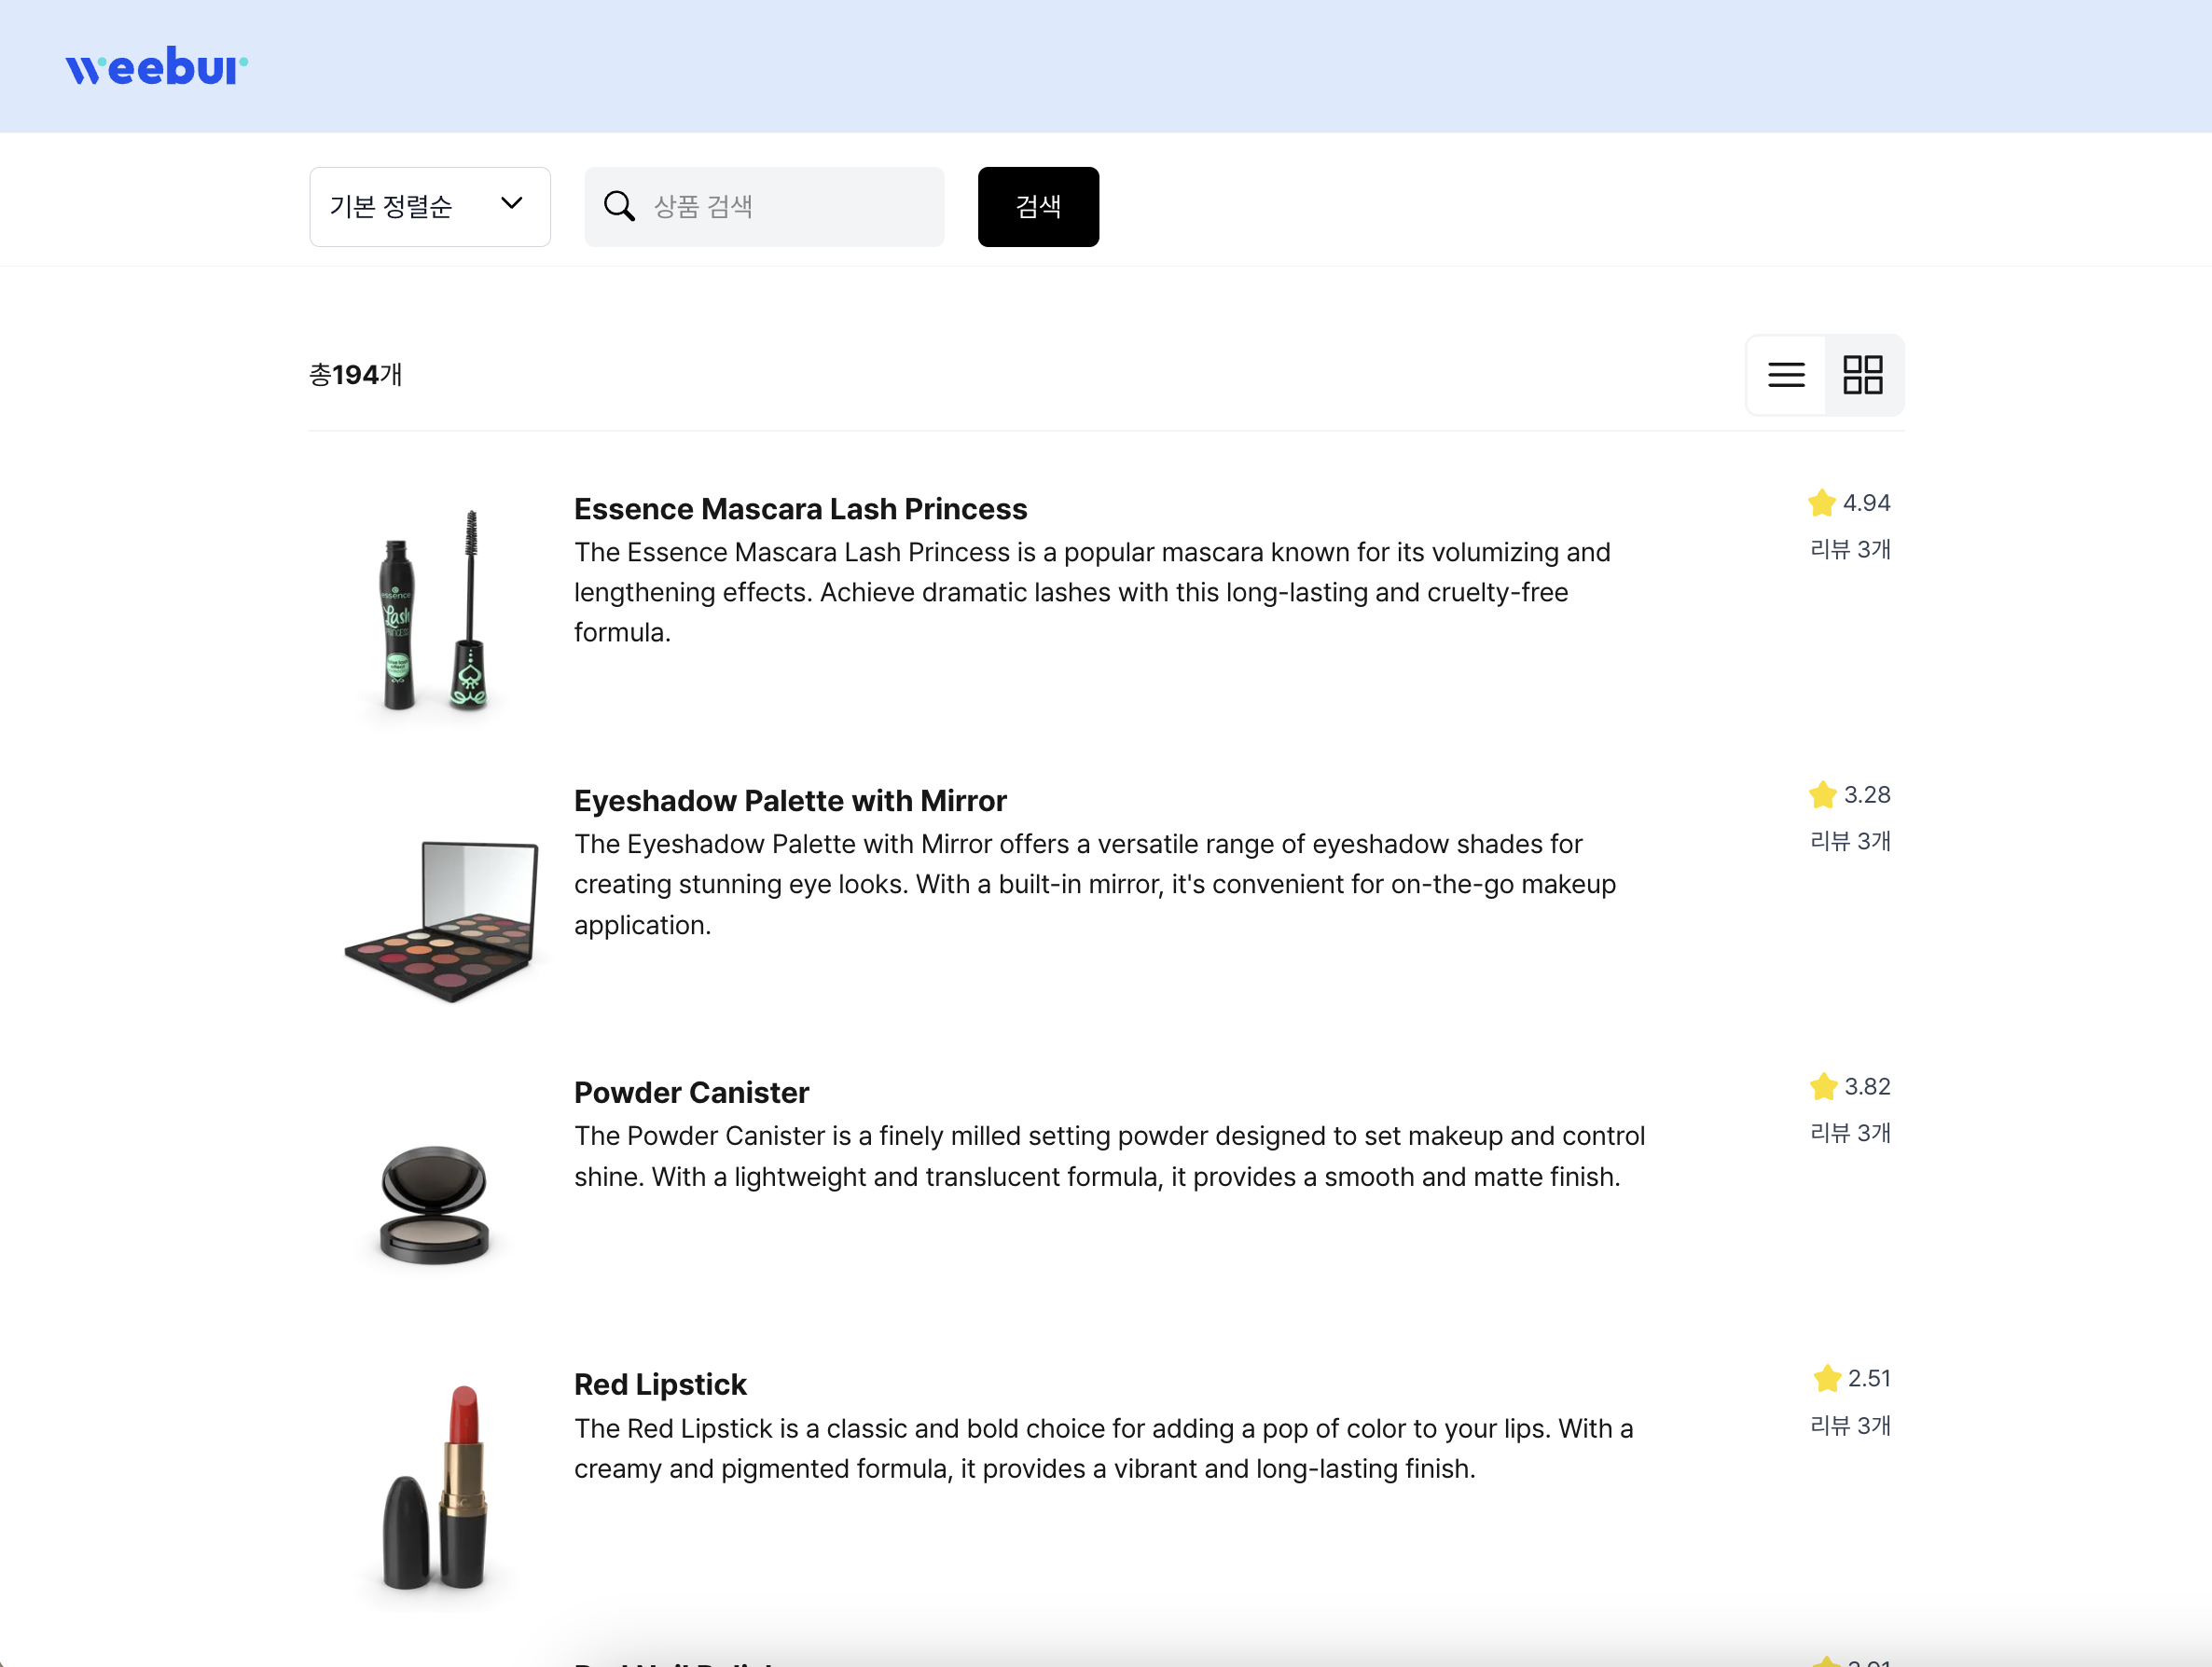 weebur
기본 정렬순
상품 검색
검색
총194개
Essence Mascara Lash Princess
4.94
The Essence Mascara Lash Princess is a popular mascara known for its volumizing and
lengthening effects. Achieve dramatic lashes with this long-lasting and cruelty-free
formula.
리뷰 3개
essence
Lash
PRINCESS
Eyeshadow Palette with Mirror
3.28
The Eyeshadow Palette with Mirror offers a versatile range of eyeshadow shades for
creating stunning eye looks. With a built-in mirror, it's convenient for on-the-go makeup
application.
리뷰 3개
Powder Canister
3.82
The Powder Canister is a finely milled setting powder designed to set makeup and control
shine. With a lightweight and translucent formula, it provides a smooth and matte finish.
리뷰 3개
Red Lipstick
2.51
The Red Lipstick is a classic and bold choice for adding a pop of color to your lips. With a
creamy and pigmented formula, it provides a vibrant and long-lasting finish.
리뷰 3개